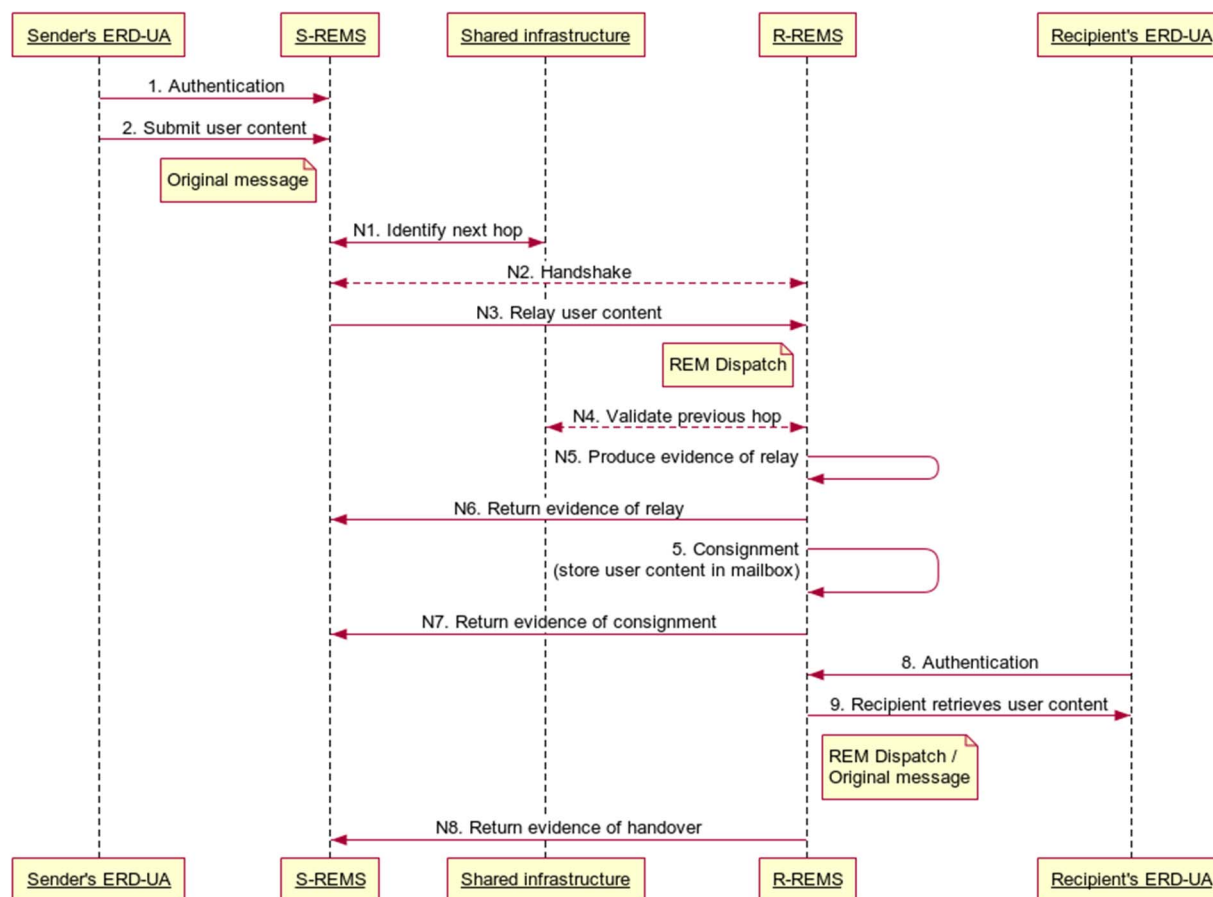 Sender's ERD-UA
S-REMS
Shared infrastructure
R-REMS
Recipient's ERD-UA
1. Authentication
2. Submit user content
Original message
N1. Identify next hop
N2. Handshake
N3. Relay user content
REM Dispatch
N4. Validate previous hop
N5. Produce evidence of relay
N6. Return evidence of relay
5. Consignment
(store user content in mailbox)
N7. Return evidence of consignment
8. Authentication
9. Recipient retrieves user content
REM Dispatch /
Original message
N8. Return evidence of handover
Sender's ERD-UA
S-REMS
Shared infrastructure
R-REMS
Recipient's ERD-UA